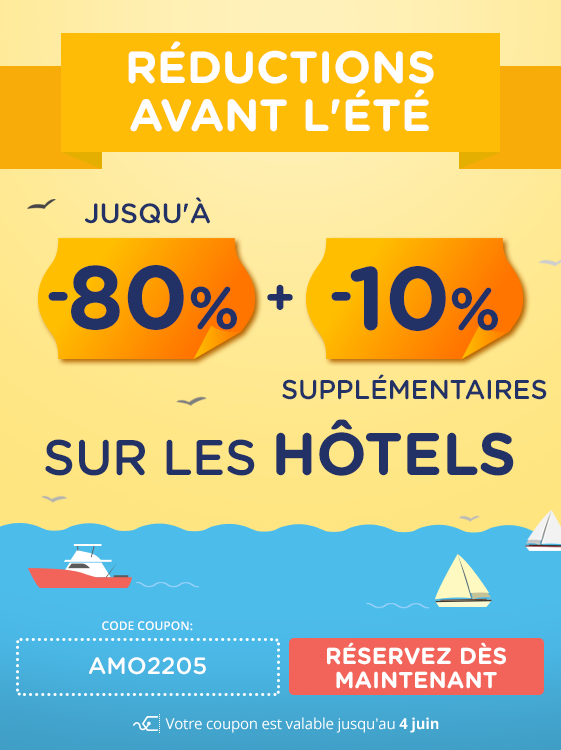 RÉDUCTIONS
AVANT L'ÉTÉ
JUSQU'À
-80% + -10%
SUPPLÉMENTAIRES
SUR LES HÔTELS
CODE COUPON:
AMO2205
RÉSERVEZ DÈS
MAINTENANT
Votre coupon est valable jusqu'au 4 juin